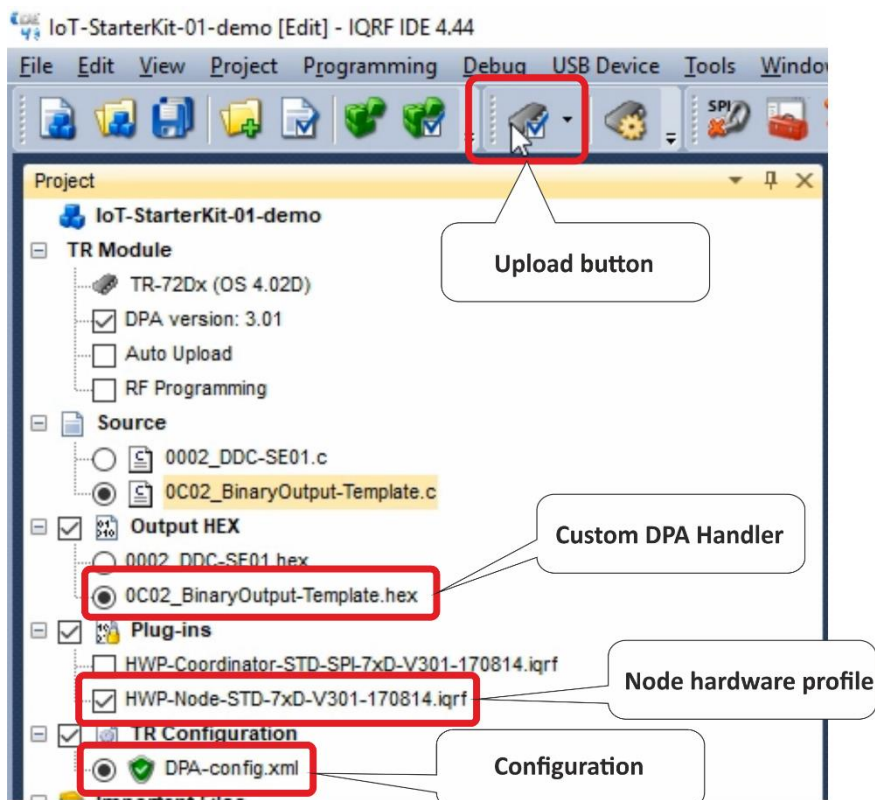 IoT-StarterKit-01-demo [Edit] - IQRF IDE 4.44
File Edit View Project Programming Debug USB Device Tools Windo
SPI
Project
IoT-StarterKit-01-demo
TR Module
TR-72Dx (OS 4.02D)
DPA version: 3.01
Auto Upload
RF Programming
Upload button
Source
0002_DDC-SE01.c
0C02_BinaryOutput-Template.c
Output HEX
0002_DDC-SE01.hex
0C02_BinaryOutput-Template.hex
Custom DPA Handler
Plug-ins
HWP-Coordinator-STD-SPI-7xD-V301-170814.iqrf
HWP-Node-STD-7xD-V301-170814.iqrf
Node hardware profile
TR Configuration
DPA-config.xml
Configuration
Important Files